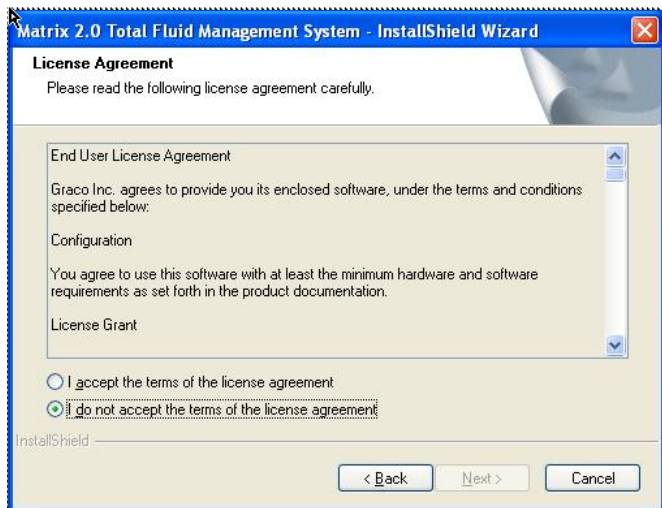 Matrix 2.0 Total Fluid Management System - InstallShield Wizard
License Agreement
Please read the following license agreement carefully.
End User License Agreement
Graco Inc. agrees to provide you its enclosed software, under the terms and conditions
specified below:
Configuration
You agree to use this software with at least the minimum hardware and software
requirements as set forth in the product documentation.
License Grant
I accept the terms of the license agreement
I do not accept the terms of the license agreement
InstallShield
< Back Next > Cancel